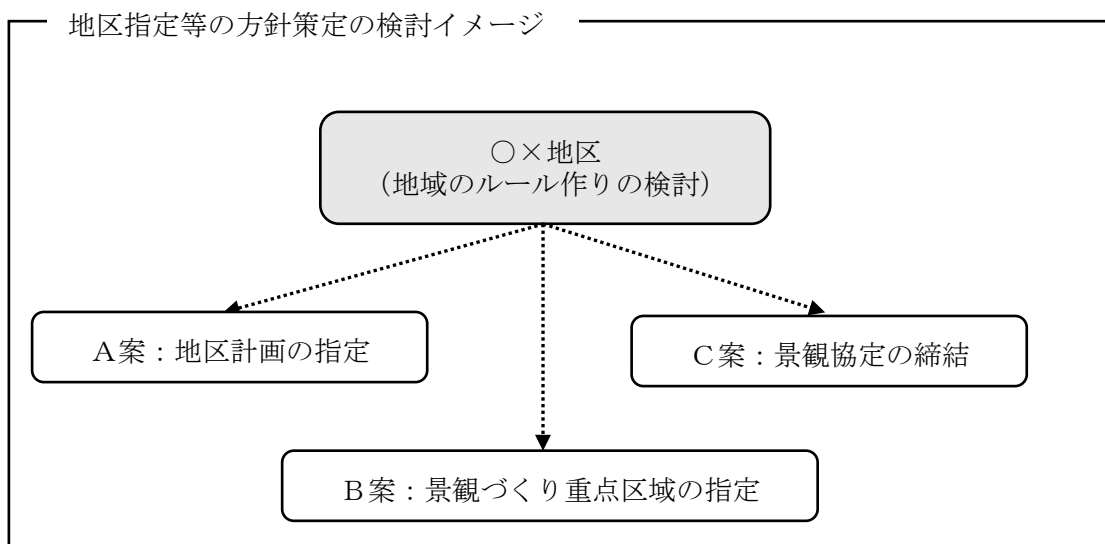 地区指定等の方針策定の検討イメージ
○×地区
（地域のルール作りの検討）
Ａ案：地区計画の指定
Ｃ案：景観協定の締結
Ｂ案：景観づくり重点区域の指定